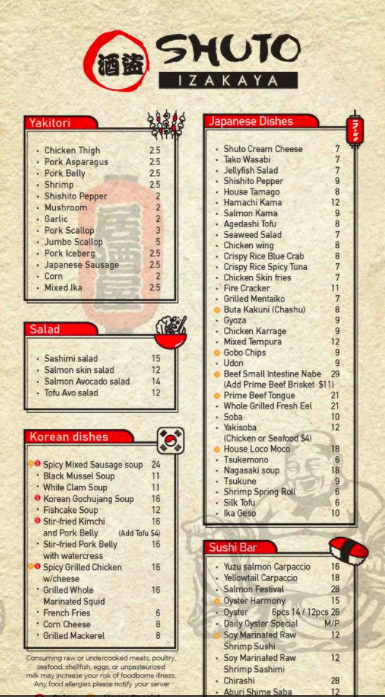 酒盗 SHUTO
IZAKAYA
Yakitori
Chicken Thigh 2.5
Pork Asparagus 2.5
Pork Belly 2.5
Shrimp 2.5
Shishito Pepper 2
Mushroom 2
Garlic 2
Pork Scallop 3
Jumbo Scallop 5
Pork Iceberg 2.5
Japanese Sausage 2.5
Corn 2
Mixed Ika 2.5
居酒屋
Salad
Sashimi salad 15
Salmon skin salad 12
Salmon Avocado salad 14
Tofu Avo salad 12
Korean dishes
Spicy Mixed Sausage soup 24
Black Mussel Soup 11
White Clam Soup 11
Korean Gochujang Soup 16
Fishcake Soup 12
Stir-fried Kimchi 16
and Pork Belly (Add Tofu $4)
Stir-fried Pork Belly 16
with watercress
Spicy Grilled Chicken 16
w/cheese
Grilled Whole 16
Marinated Squid
French Fries 6
Corn Cheese 8
Grilled Mackerel 8
Consuming raw or undercooked meats, poultry,
seafood, shellfish, eggs, or unpasteurized
milk may increase your risk of foodborne illness.
Any food allergies please notify your server
Japanese Dishes
Shuto Cream Cheese 7
Tako Wasabi 7
Jellyfish Salad 7
Shishito Pepper 9
House Tamago 8
Hamachi Kama 12
Salmon Kama 9
Agedashi Tofu 8
Seaweed Salad 7
Chicken wing 8
Crispy Rice Blue Crab 8
Crispy Rice Spicy Tuna 7
Chicken Skin fries 7
Fire Cracker 11
Grilled Mentaiko 7
Buta Kakuni (Chashu) 8
Gyoza 9
Chicken Karrage 9
Mixed Tempura 12
Gobo Chips 9
Udon 9
Beef Small Intestine Nabe 29
(Add Prime Beef Brisket $11)
Prime Beef Tongue 21
Whole Grilled Fresh Eel 21
Soba 10
Yakisoba 12
(Chicken or Seafood $4)
House Loco Moco 18
Tsukemono 6
Nagasaki soup 18
Tsukune 9
Shrimp Spring Roll 6
Silk Tofu 6
Ika Geso 10
Sushi Bar
Yuzu salmon Carpaccio 16
Yellowtail Carpaccio 18
Salmon Festival 28
Oyster Harmony 15
Oyster 6pcs 14 / 12pcs 26
Daily Oyster Special M/P
Soy Marinated Raw 12
Shrimp Sushi
Soy Marinated Raw 12
Shrimp Sashimi
Chirashi 28
Aburi Shime Saba 12